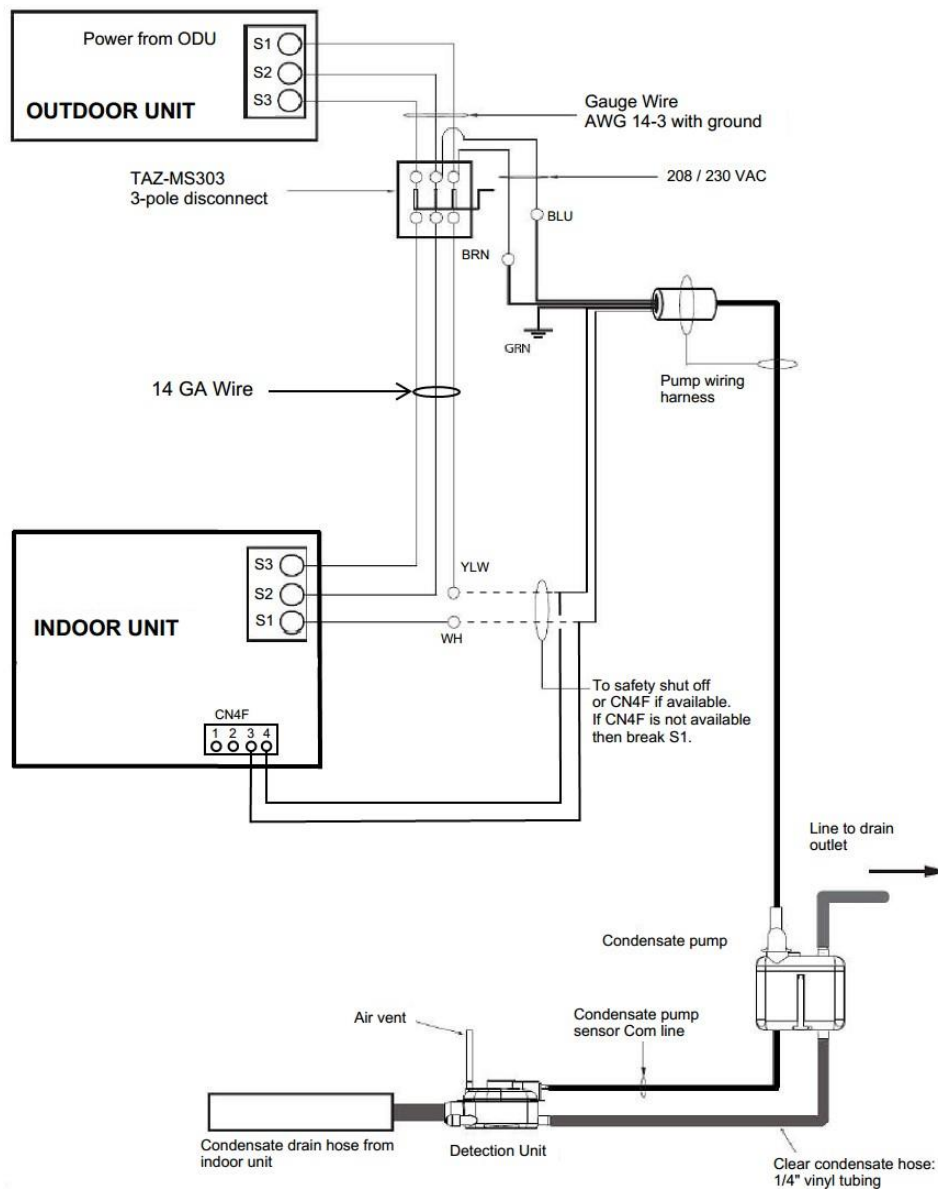 Power from ODU
S1
S2
S3
OUTDOOR UNIT
Gauge Wire
AWG 14-3 with ground
TAZ-MS303
3-pole disconnect
208 / 230 VAC
BLU
BRN
GRN
Pump wiring
harness
14 GA Wire
S3
S2
S1
INDOOR UNIT
YLW
WH
CN4F
1 2 3 4
To safety shut off
or CN4F if available.
If CN4F is not available
then break S1.
Line to drain
outlet
Condensate pump
Air vent
Condensate pump
sensor Com line
Condensate drain hose from
indoor unit
Detection Unit
Clear condensate hose:
1/4" vinyl tubing